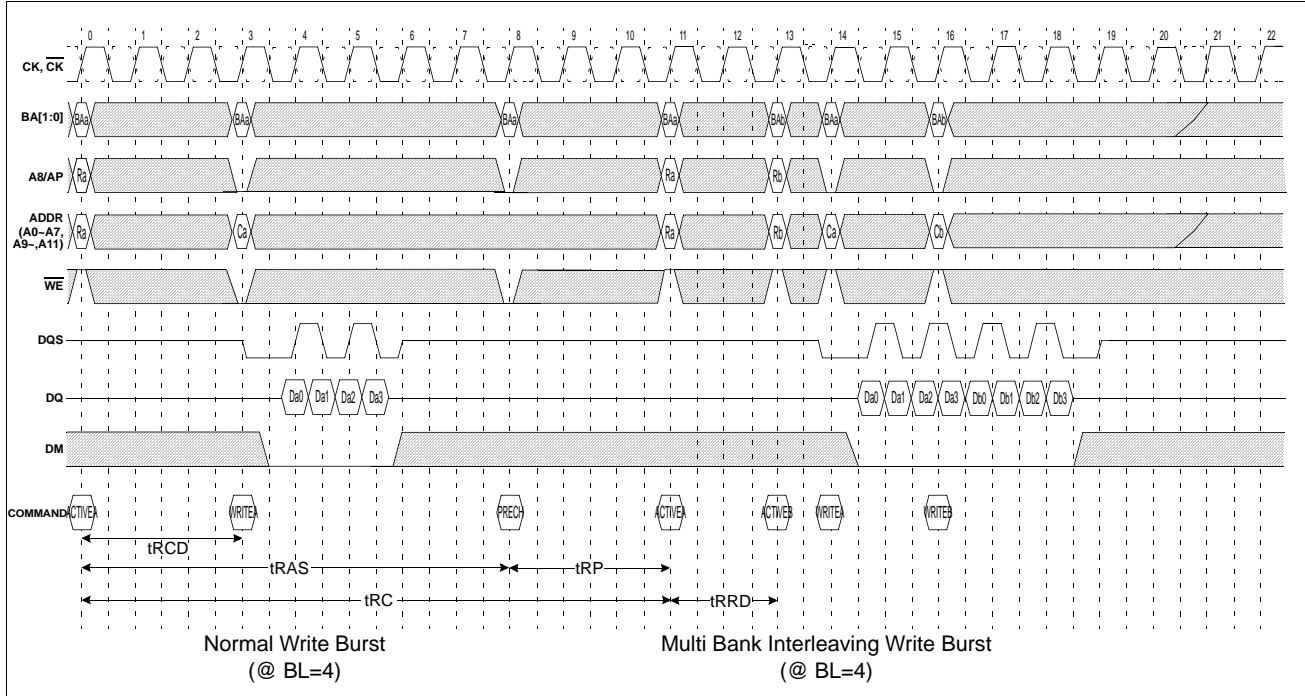 0 1 2 3 4 5 6 7 8 9 10 11 12 13 14 15 16 17 18 19 20 21 22
CK, CK
BA[1:0] BAa BAa BAa BAa BAb BAa BAb
A8/AP Ra Ra Rb
ADDR
(A0~A7,
A9~,A11) Ra Ca Ra Rb Ca Cb
WE
DQS
DQ Da0 Da1 Da2 Da3 Da0 Da1 Da2 Da3 Db0 Db1 Db2 Db3
DM
COMMAND ACTIVEA WRITEA PRECH ACTIVEA ACTIVEB WRITEA WRITEB
tRCD
tRAS tRP
tRC tRRD
Normal Write Burst Multi Bank Interleaving Write Burst
(@ BL=4) (@ BL=4)